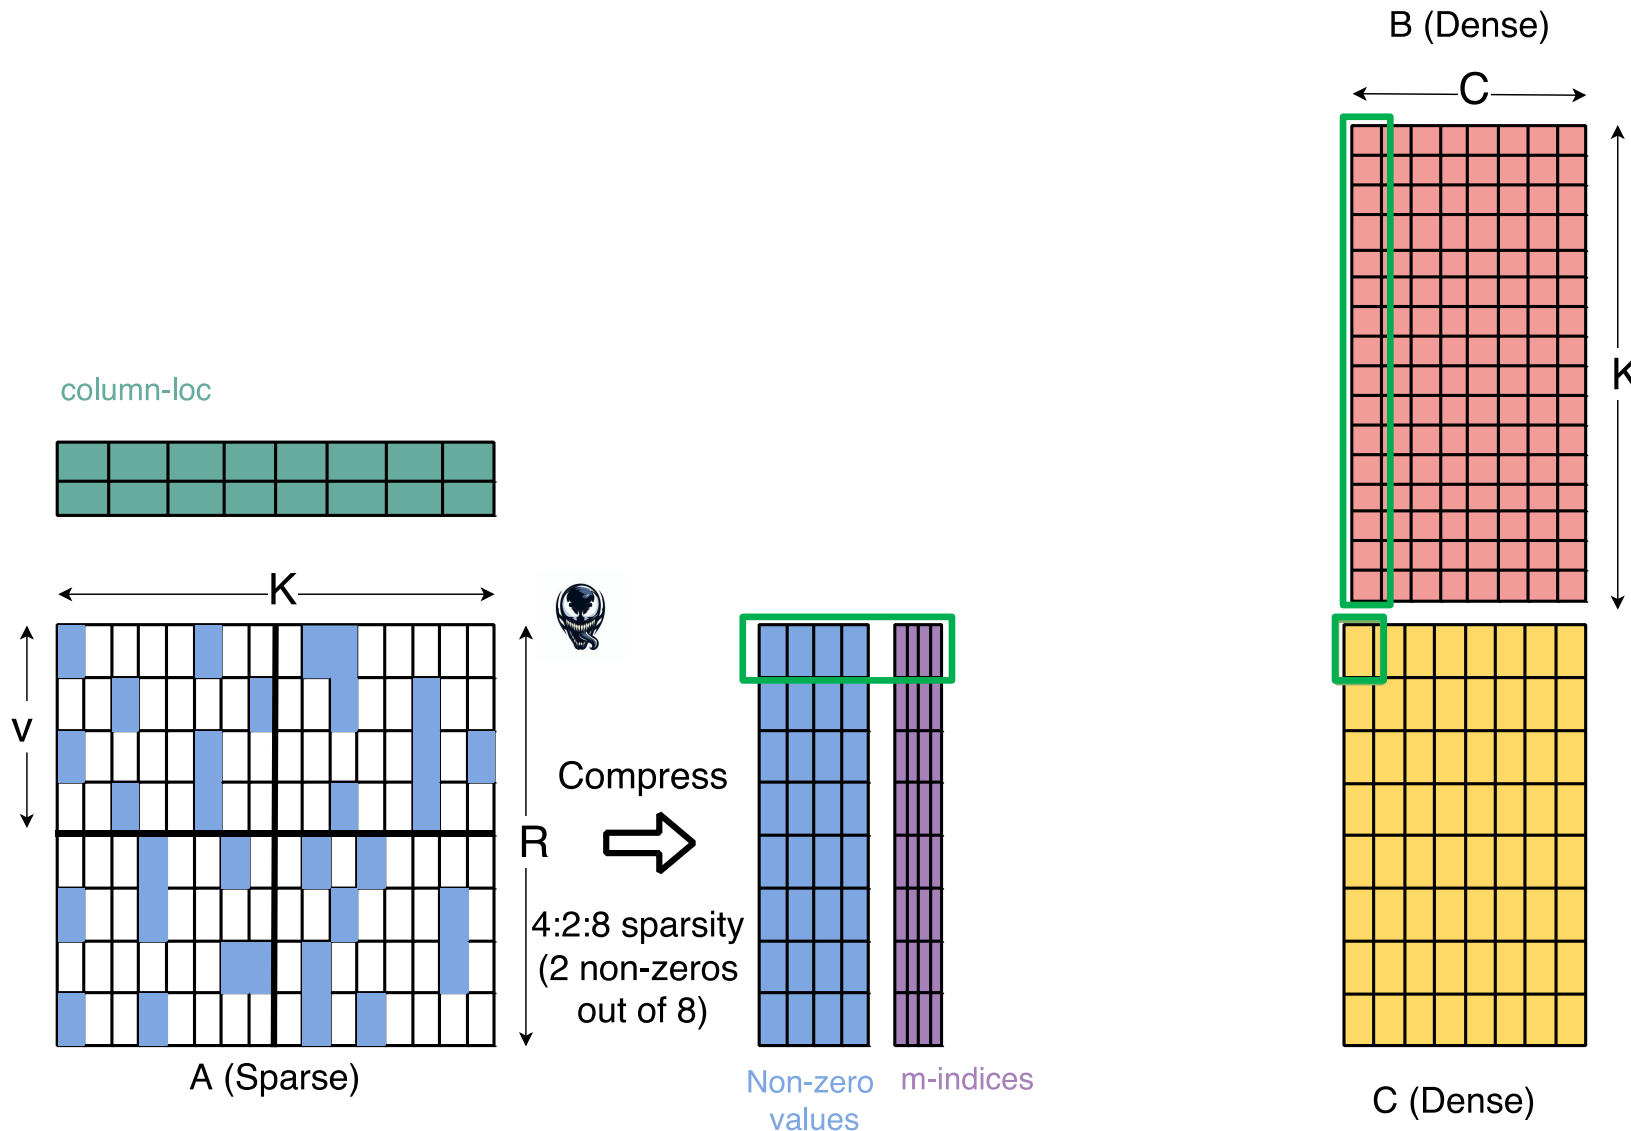 B (Dense)
C
K
column-loc
K
v
R
Compress
4:2:8 sparsity
(2 non-zeros
out of 8)
A (Sparse)
Non-zero
values
m-indices
C (Dense)